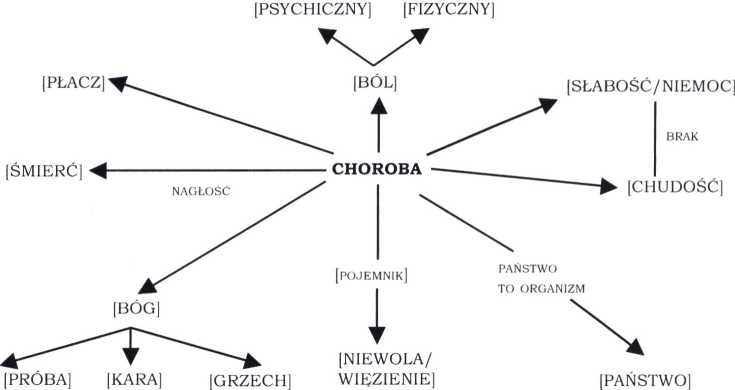 [PSYCHICZNY] [FIZYCZNY]
[PŁACZ]
[BÓL]
[SŁABOŚĆ/NIEMOC]
BRAK
[ŚMIERĆ]
NAGŁOŚĆ
CHOROBA
[CHUDOŚĆ]
[POJEMNIK]
PAŃSTWO
TO ORGANIZM
[BÓG]
[PRÓBA] [KARA] [GRZECH]
[NIEWOLA/
WIĘZIENIE]
[PAŃSTWO]